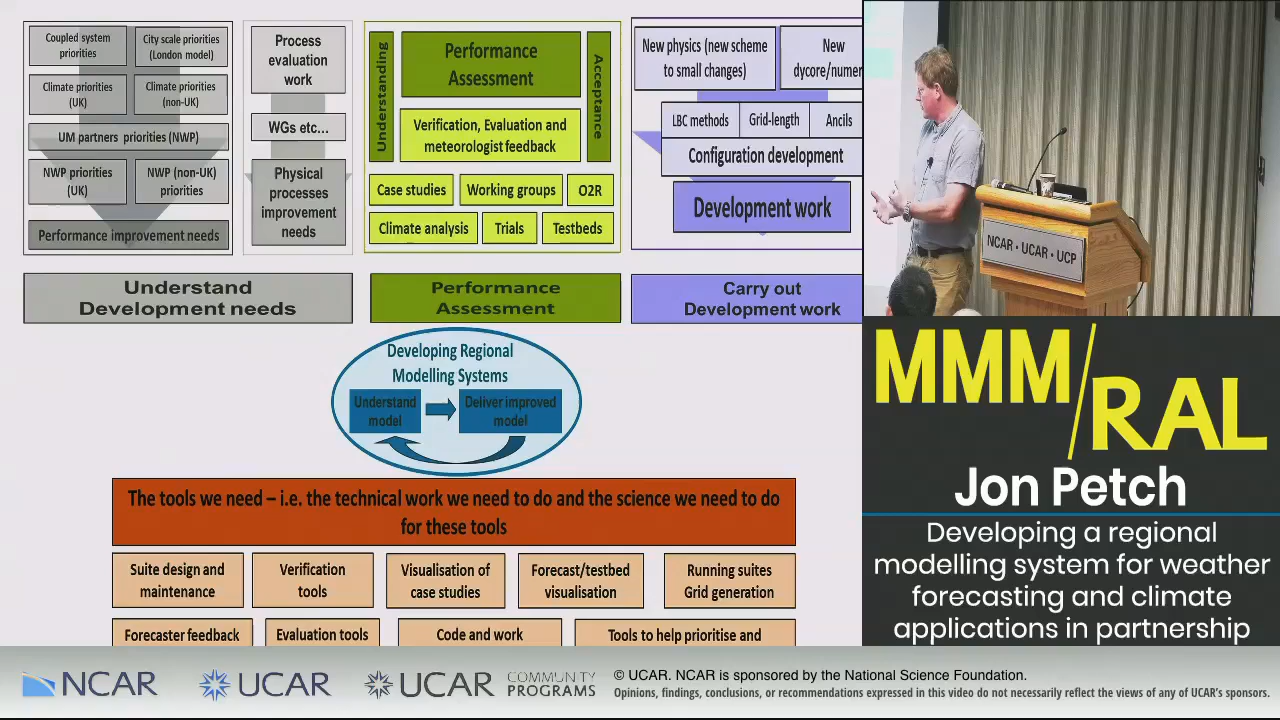 Coupled system
priorities
City scale priorities
(London model)
Climate priorities
(UK)
Climate priorities
(non-UK)
UM partners priorities (NWP)
NWP priorities
(UK)
NWP (non-UK)
priorities
Performance improvement needs
Process
evaluation
work
WGs etc...
Physical
processes
improvement
needs
Understanding
Performance
Assessment
Acceptance
Verification, Evaluation and
meteorologist feedback
Case studies
Working groups
O2R
Climate analysis
Trials
Testbeds
New physics (new scheme
to small changes)
New
dycore/numer
LBC methods
Grid-length
Ancils
Configuration development
Development work
Understand
Development needs
Performance
Assessment
Carry out
Development work
Developing Regional
Modelling Systems
Understand
model
Deliver improved
model
The tools we need – i.e. the technical work we need to do and the science we need to do
for these tools
Suite design and
maintenance
Verification
tools
Visualisation of
case studies
Forecast/testbed
visualisation
Running suites
Grid generation
Forecaster feedback
Evaluation tools
Code and work
Tools to help prioritise and
NCAR • UCAR • UCP
MMM/RAL
Jon Petch
Developing a regional
modelling system for weather
forecasting and climate
applications in partnership
NCAR
UCAR
UCAR
COMMUNITY
PROGRAMS
© UCAR. NCAR is sponsored by the National Science Foundation.
Opinions, findings, conclusions, or recommendations expressed in this video do not necessarily reflect the views of any of UCAR's sponsors.